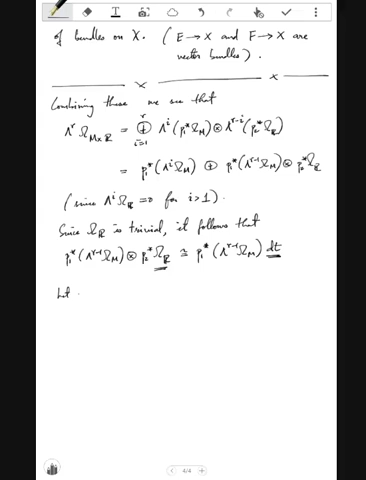 of bundles on X. (E → X and F → X are
vector bundles).
x x
Combining these we see that
Λ^r Ω_{M×ℝ} = ⊕_{i=1}^{r} Λ^i (p_1^* Ω_M) ⊗ Λ^{r-i} (p_2^* Ω_ℝ)
= p_1^* (Λ^i Ω_M) ⊕ p_1^* (Λ^{r-1} Ω_M) ⊗ p_2^* Ω_ℝ
(since Λ^i Ω_ℝ = 0 for i > 1).
Since Ω_ℝ is trivial, it follows that
p_1^* (Λ^{r-1} Ω_M) ⊗ p_2^* Ω_ℝ ≅ p_1^* (Λ^{r-1} Ω_M) dt
Let
4/4